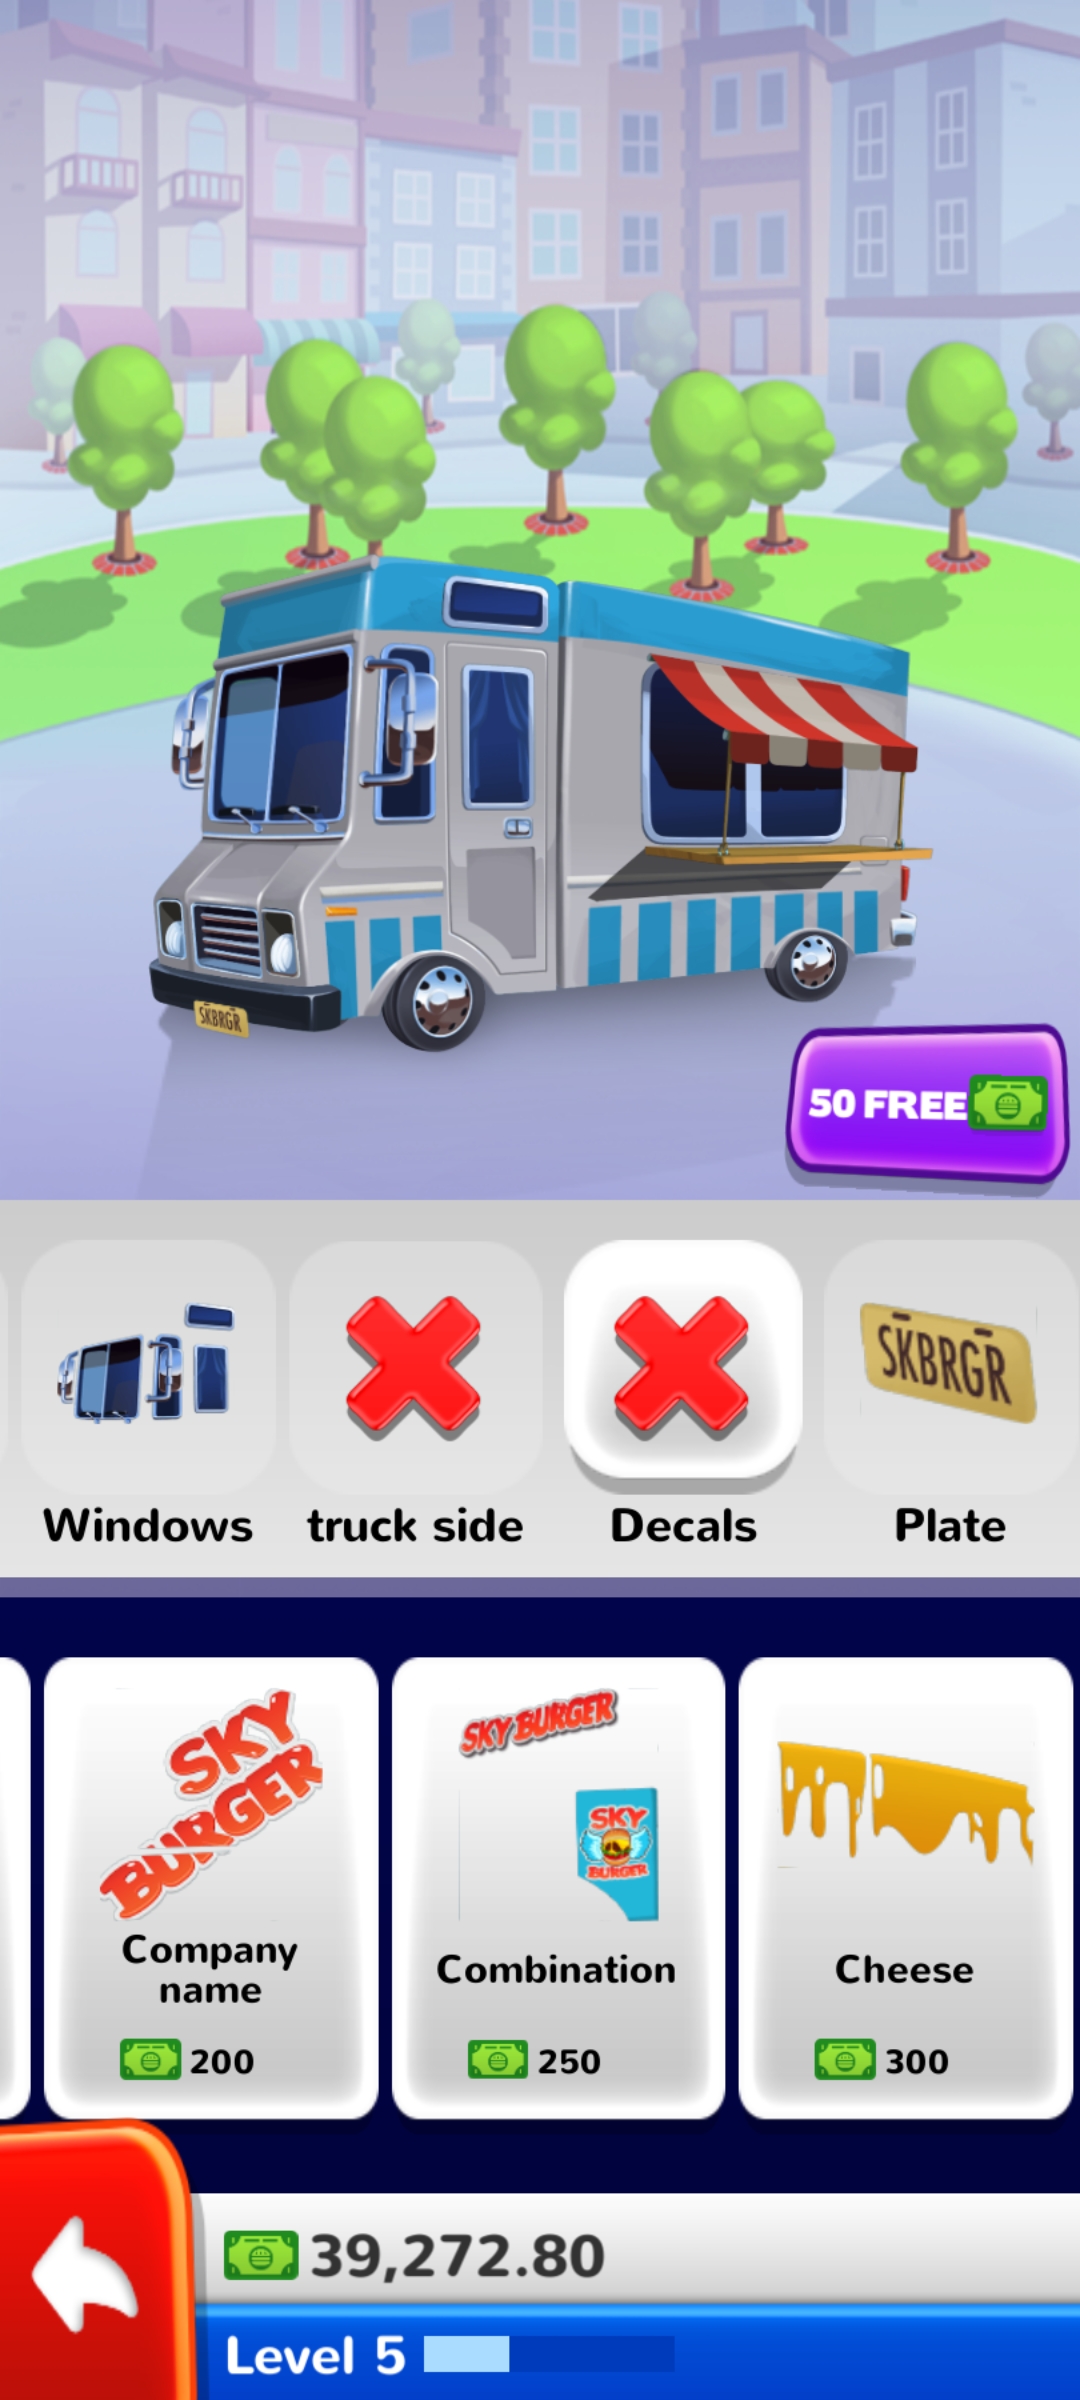 SKBRGR
50 FREE
SKBRGR
Windows
truck side
Decals
Plate
SKY
BURGER
SKY BURGER
SKY
BURGER
Company
name
Combination
Cheese
200
250
300
39,272.80
Level 5